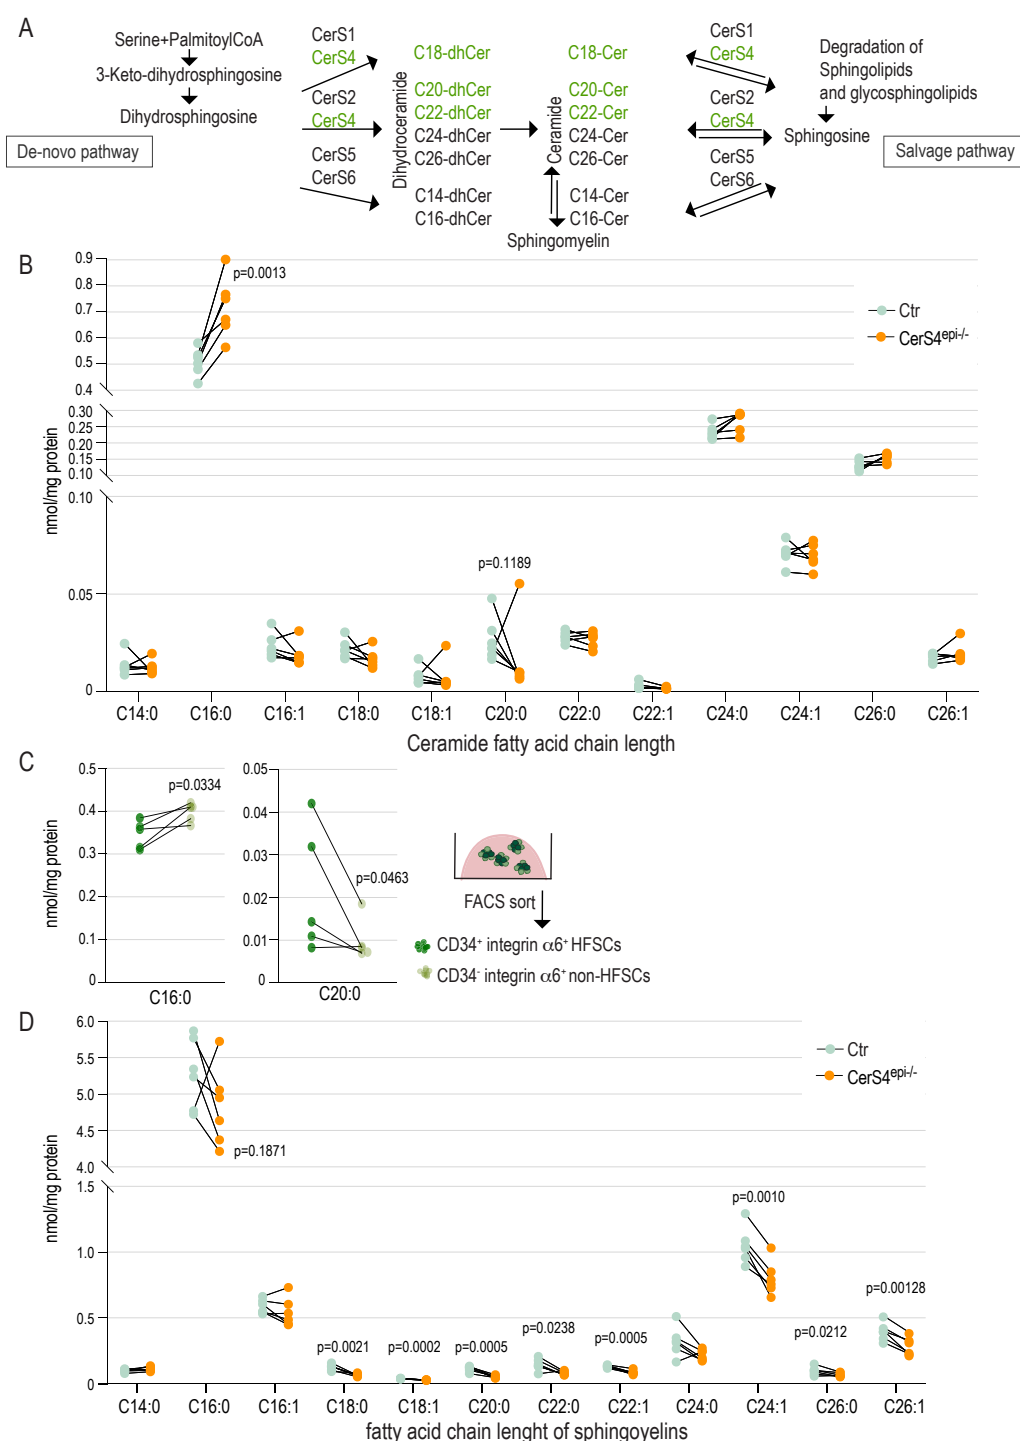 A
Serine+PalmitoylCoA
3-Keto-dihydrosphingosine
Dihydrosphingosine
De-novo pathway
CerS1
CerS4
CerS2
CerS4
CerS5
CerS6
Dihydroceramide
C18-dhCer
C20-dhCer
C22-dhCer
C24-dhCer
C26-dhCer
C14-dhCer
C16-dhCer
Ceramide
C18-Cer
C20-Cer
C22-Cer
C24-Cer
C26-Cer
C14-Cer
C16-Cer
Sphingomyelin
CerS1
CerS4
CerS2
CerS4
CerS5
CerS6
Degradation of
Sphingolipids
and glycosphingolipids
Sphingosine
Salvage pathway
B
nmol/mg protein
0.9
0.8
0.7
0.6
0.5
0.4
0.30
0.25
0.20
0.15
0.10
0.10
0.05
0
p=0.0013
p=0.1189
Ctr
CerS4epi-/-
C14:0 C16:0 C16:1 C18:0 C18:1 C20:0 C22:0 C22:1 C24:0 C24:1 C26:0 C26:1
Ceramide fatty acid chain length
C
nmol/mg protein
0.5
0.4
0.3
0.2
0.1
0
p=0.0334
C16:0
0.05
0.04
0.03
0.02
0.01
0
p=0.0463
C20:0
FACS sort
CD34+ integrin α6+ HFSCs
CD34- integrin α6+ non-HFSCs
D
nmol/mg protein
6.0
5.5
5.0
4.5
4.0
1.5
1.0
0.5
0
p=0.1871
p=0.0021
p=0.0002
p=0.0005
p=0.0238
p=0.0005
p=0.0010
p=0.0212
p=0.00128
Ctr
CerS4epi-/-
C14:0 C16:0 C16:1 C18:0 C18:1 C20:0 C22:0 C22:1 C24:0 C24:1 C26:0 C26:1
fatty acid chain lenght of sphingoyelins